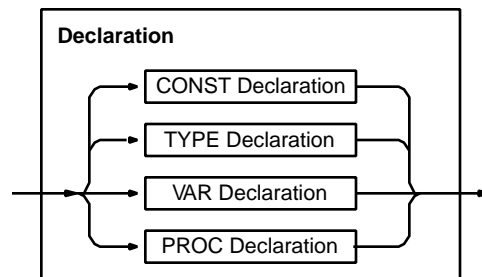 Declaration
CONST Declaration
TYPE Declaration
VAR Declaration
PROC Declaration